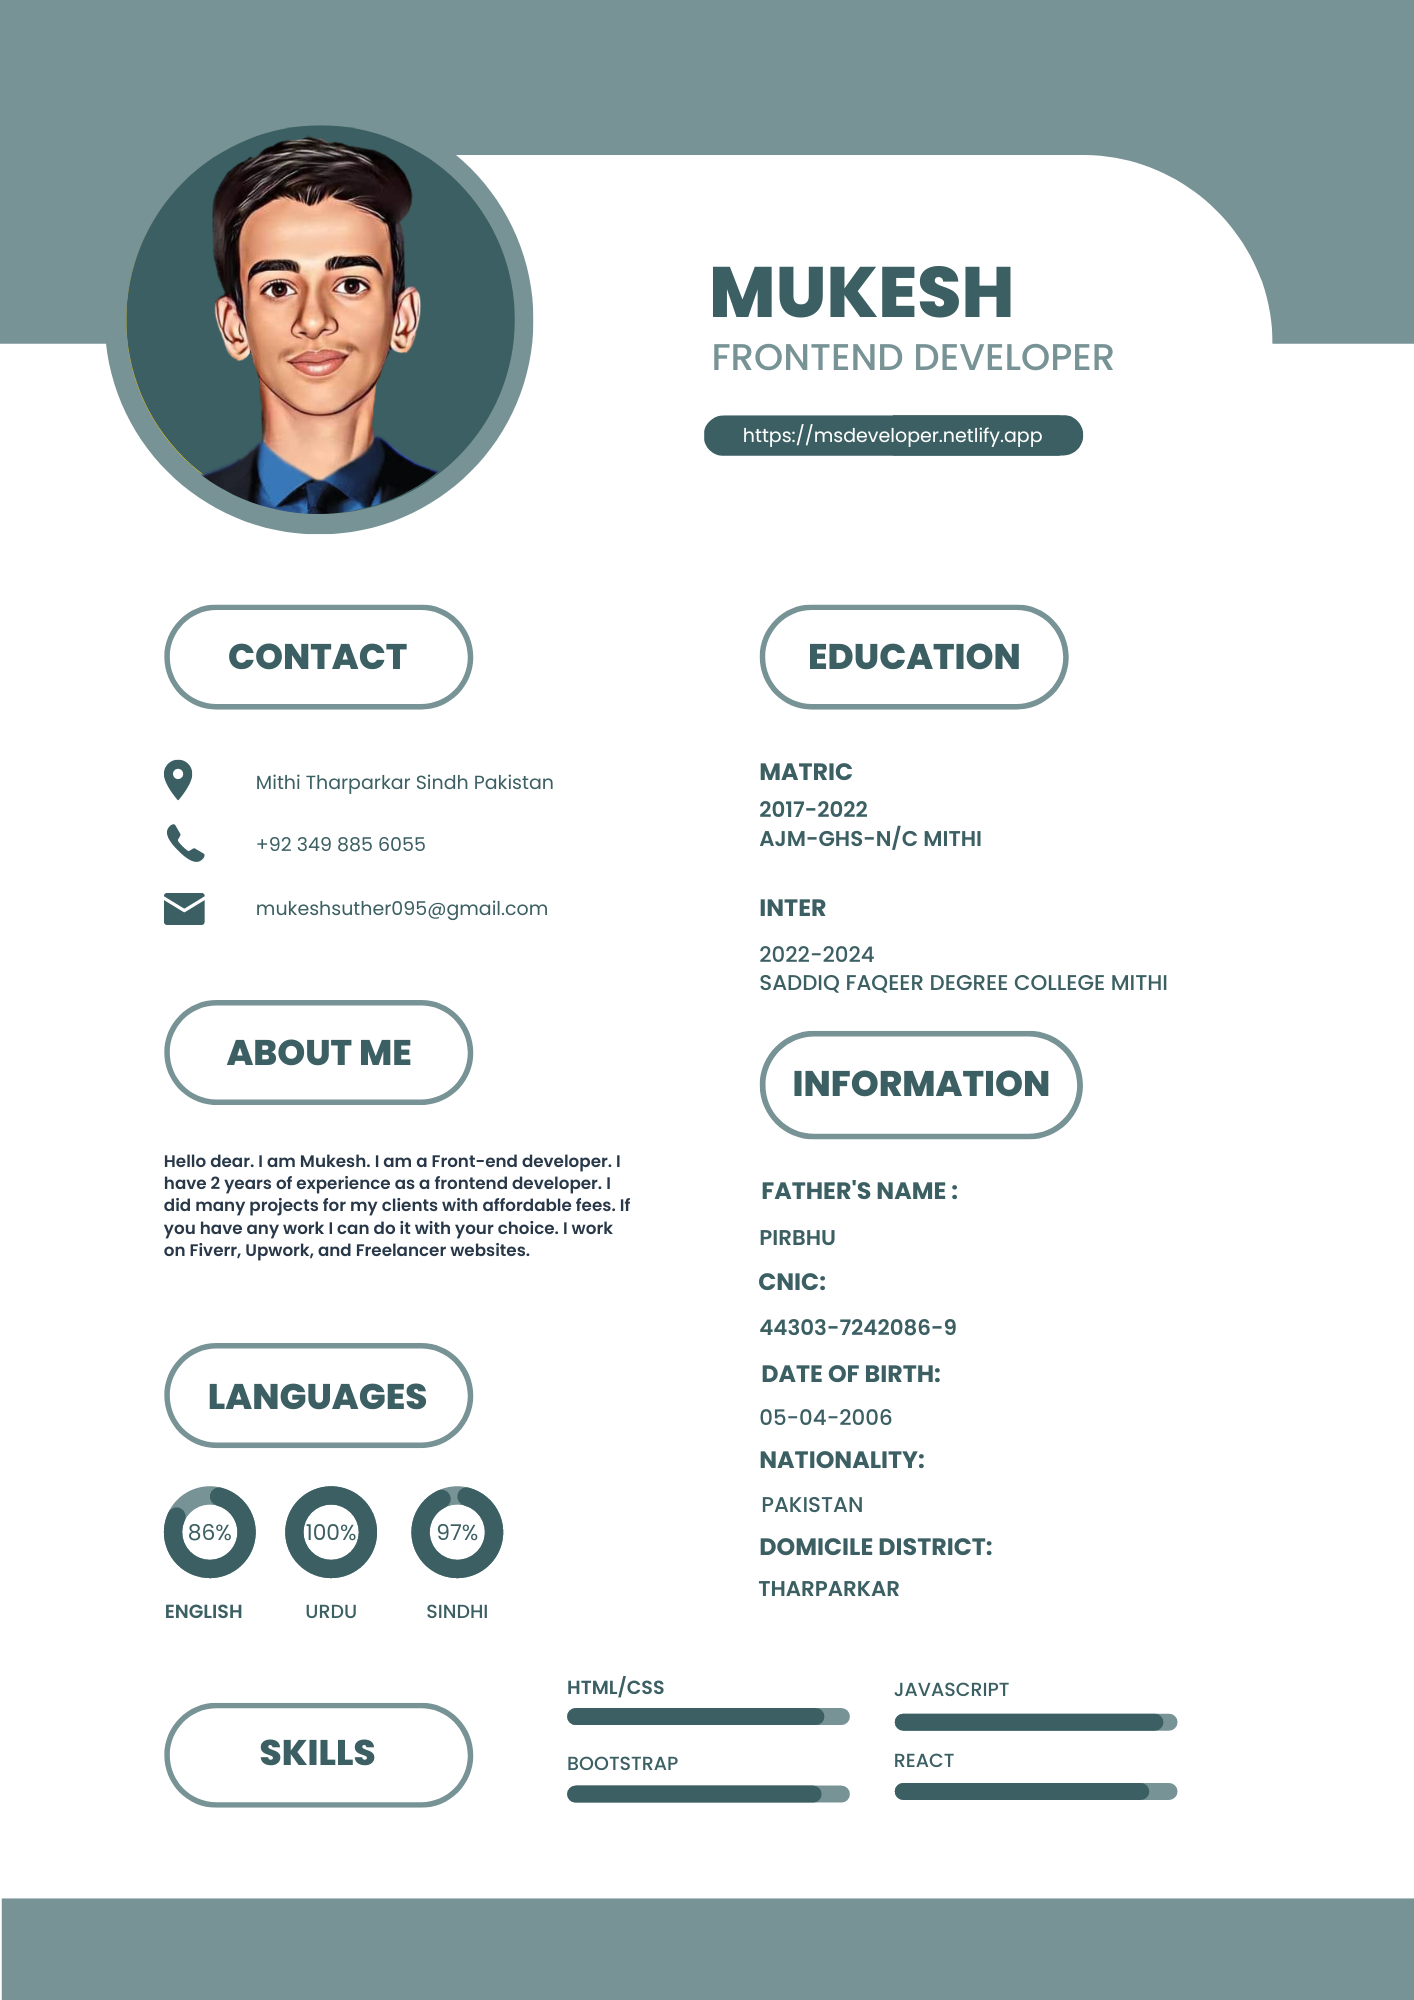 MUKESH
FRONTEND DEVELOPER
https://msdeveloper.netlify.app
CONTACT
Mithi Tharparkar Sindh Pakistan
+92 349 885 6055
mukeshsuther095@gmail.com
ABOUT ME
Hello dear. I am Mukesh. I am a Front-end developer. I
have 2 years of experience as a frontend developer. I
did many projects for my clients with affordable fees. If
you have any work I can do it with your choice. I work
on Fiverr, Upwork, and Freelancer websites.
LANGUAGES
86% 100% 97%
ENGLISH URDU SINDHI
EDUCATION
MATRIC
2017-2022
AJM-GHS-N/C MITHI
INTER
2022-2024
SADDIQ FAQEER DEGREE COLLEGE MITHI
INFORMATION
FATHER'S NAME :
PIRBHU
CNIC:
44303-7242086-9
DATE OF BIRTH:
05-04-2006
NATIONALITY:
PAKISTAN
DOMICILE DISTRICT:
THARPARKAR
SKILLS
HTML/CSS
JAVASCRIPT
BOOTSTRAP
REACT